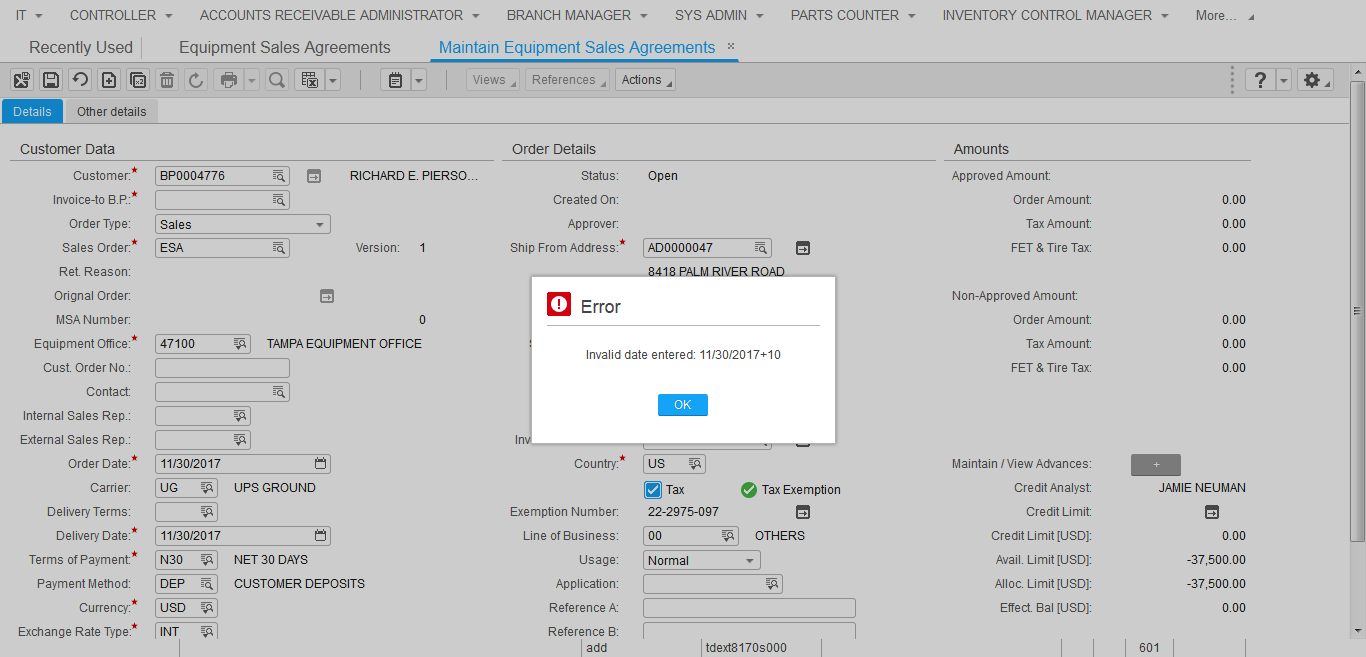 IT CONTROLLER ACCOUNTS RECEIVABLE ADMINISTRATOR BRANCH MANAGER SYS ADMIN PARTS COUNTER INVENTORY CONTROL MANAGER More...
Recently Used Equipment Sales Agreements Maintain Equipment Sales Agreements ×
Views References Actions ?
Details Other details
Customer Data Order Details Amounts
Customer:* BP0004776 RICHARD E. PIERSO... Status: Open Approved Amount:
Invoice-to B.P.:* Created On: Order Amount: 0.00
Order Type: Sales Approver: Tax Amount: 0.00
Sales Order:* ESA Version: 1 Ship From Address:* AD0000047 FET & Tire Tax: 0.00
Ret. Reason: 8418 PALM RIVER ROAD
Orignal Order: Non-Approved Amount:
MSA Number: 0 Order Amount: 0.00
Equipment Office:* 47100 TAMPA EQUIPMENT OFFICE Tax Amount: 0.00
Cust. Order No.: FET & Tire Tax: 0.00
Contact:
Internal Sales Rep.:
External Sales Rep.: Inv
Order Date:* 11/30/2017 Country:* US Maintain / View Advances: +
Carrier: UG UPS GROUND Tax Tax Exemption Credit Analyst: JAMIE NEUMAN
Delivery Terms: Exemption Number: 22-2975-097 Credit Limit:
Delivery Date:* 11/30/2017 Line of Business: 00 OTHERS Credit Limit [USD]: 0.00
Terms of Payment:* N30 NET 30 DAYS Usage: Normal Avail. Limit [USD]: -37,500.00
Payment Method: DEP CUSTOMER DEPOSITS Application: Alloc. Limit [USD]: -37,500.00
Currency:* USD Reference A: Effect. Bal [USD]: 0.00
Exchange Rate Type:* INT Reference B:
add tdext8170s000 601
Error
Invalid date entered: 11/30/2017+10
OK